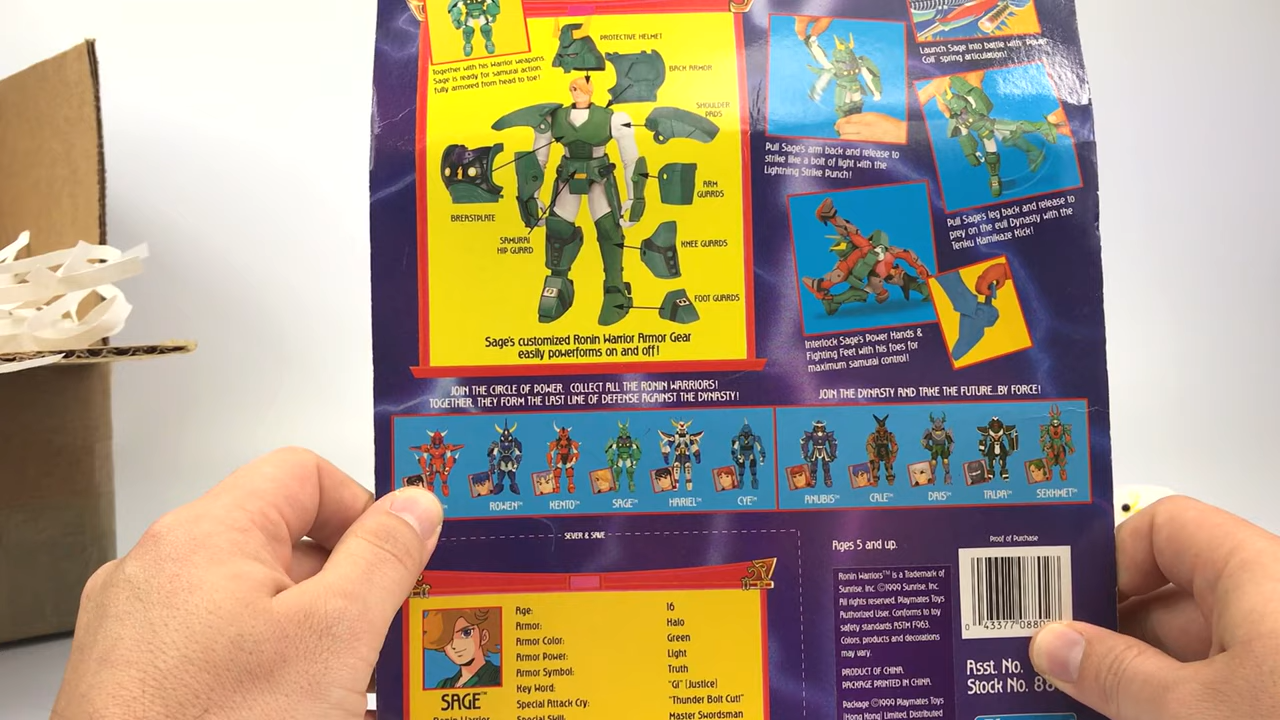 Together with his Warrior weapons,
Sage is ready for samurai action,
fully armored from head to toe!
PROTECTIVE HELMET
BACK ARMOR
SHOULDER
PADS
ARM
GUARDS
BREASTPLATE
SAMURAI
HIP GUARD
KNEE GUARDS
FOOT GUARDS
Sage's customized Ronin Warrior Armor Gear
easily powerforms on and off!
Launch Sage into battle with "Power
Coil" spring articulation!
Pull Sage's arm back and release to
strike like a bolt of light with the
Lightning Strike Punch!
Pull Sage's leg back and release to
prey on the evil Dynasty with the
Tenku Kamikaze Kick!
Interlock Sage's Power Hands &
Fighting Feet with his foes for
maximum samurai control!
JOIN THE CIRCLE OF POWER. COLLECT ALL THE RONIN WARRIORS!
TOGETHER, THEY FORM THE LAST LINE OF DEFENSE AGAINST THE DYNASTY!
JOIN THE DYNASTY AND TAKE THE FUTURE...BY FORCE!
ROWEN™ KENTO™ SAGE™ HARIEL™ CYE™ ANUBIS™ CALE™ DAIS™ TALPA™ SEKHMET™
SEVER & SAVE
Ages 5 and up.
Proof of Purchase
Ronin Warriors™ is a Trademark of
Sunrise, Inc. ©1999 Sunrise, Inc.
All rights reserved. Playmates Toys
Authorized User. Conforms to toy
safety standards ASTM F963.
Colors, products and decorations
may vary.
PRODUCT OF CHINA.
PACKAGE PRINTED IN CHINA.
Package ©1999 Playmates Toys
(Hong Kong) Limited. Distributed
0 43377 0880
Asst. No.
Stock No. 88
SAGE™
Ronin Warrior
Age: 16
Armor: Halo
Armor Color: Green
Armor Power: Light
Armor Symbol: Truth
Key Word: "GI" (Justice)
Special Attack Cry: "Thunder Bolt Cut!"
Special Skill: Master Swordsman